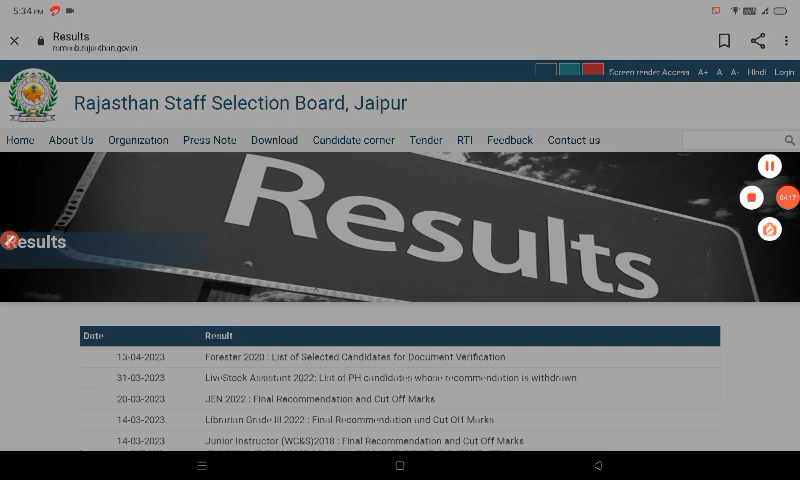 5:34 PM
Results
rsmssb.rajasthan.gov.in
Screen reader Access A+ A A- Hindi Login
Rajasthan Staff Selection Board, Jaipur
Home About Us Organization Press Note Download Candidate corner Tender RTI Feedback Contact us
Results
04:17
Results
Date Result
13-04-2023 Forester 2020 : List of Selected Candidates for Document Verification
31-03-2023 LiveStock Assistant 2022: List of PH candidates whose recommendation is withdrawn
20-03-2023 JEN 2022 : Final Recommendation and Cut Off Marks
14-03-2023 Librarian Grade III 2022 : Final Recommendation and Cut Off Marks
14-03-2023 Junior Instructor (WC&S)2018 : Final Recommendation and Cut Off Marks